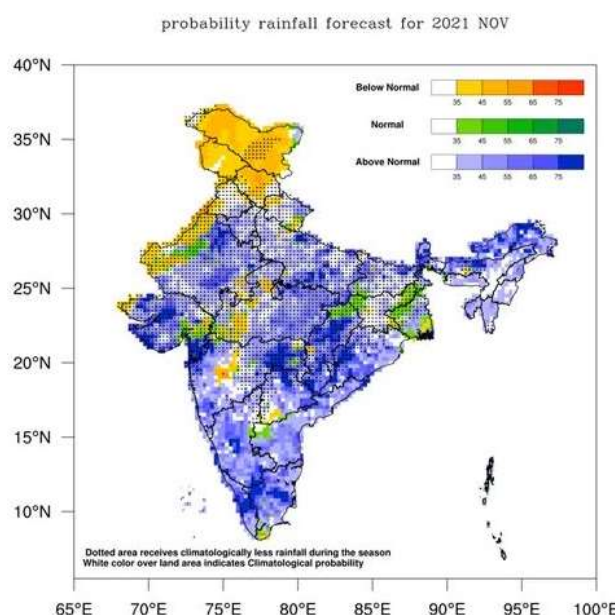 probability rainfall forecast for 2021 NOV
40°N
35°N
30°N
25°N
20°N
15°N
10°N
Below Normal
35 45 55 65 75
Normal
35 45 55 65 75
Above Normal
35 45 55 65 75
Dotted area receives climatologically less rainfall during the season
White color over land area indicates Climatological probability
65°E 70°E 75°E 80°E 85°E 90°E 95°E 100°E